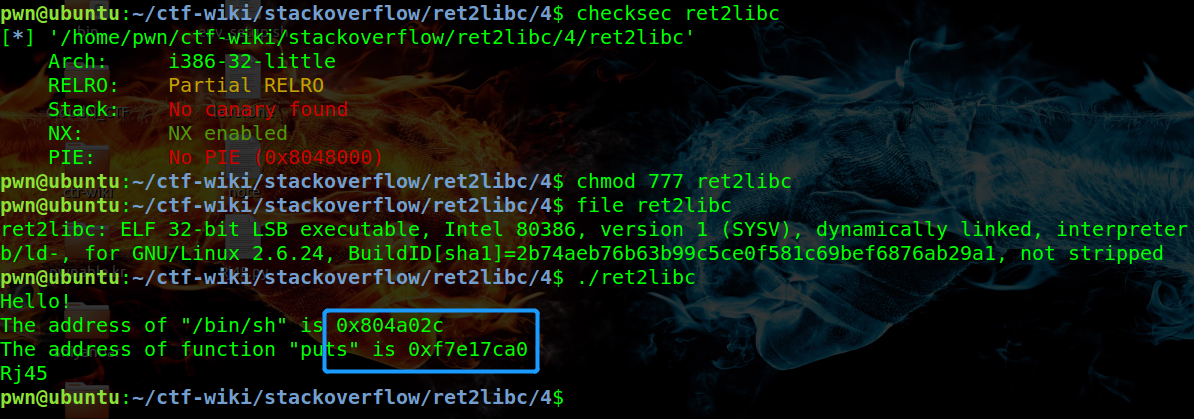 pwn@ubuntu:~/ctf-wiki/stackoverflow/ret2libc/4$ checksec ret2libc
[*] '/home/pwn/ctf-wiki/stackoverflow/ret2libc/4/ret2libc'
    Arch:     i386-32-little
    RELRO:    Partial RELRO
    Stack:    No canary found
    NX:       NX enabled
    PIE:      No PIE (0x8048000)
pwn@ubuntu:~/ctf-wiki/stackoverflow/ret2libc/4$ chmod 777 ret2libc
pwn@ubuntu:~/ctf-wiki/stackoverflow/ret2libc/4$ file ret2libc
ret2libc: ELF 32-bit LSB executable, Intel 80386, version 1 (SYSV), dynamically linked, interpreter
b/ld-, for GNU/Linux 2.6.24, BuildID[sha1]=2b74aeb76b63b99c5ce0f581c69bef6876ab29a1, not stripped
pwn@ubuntu:~/ctf-wiki/stackoverflow/ret2libc/4$ ./ret2libc
Hello!
The address of "/bin/sh" is 0x804a02c
The address of function "puts" is 0xf7e17ca0
Rj45
pwn@ubuntu:~/ctf-wiki/stackoverflow/ret2libc/4$